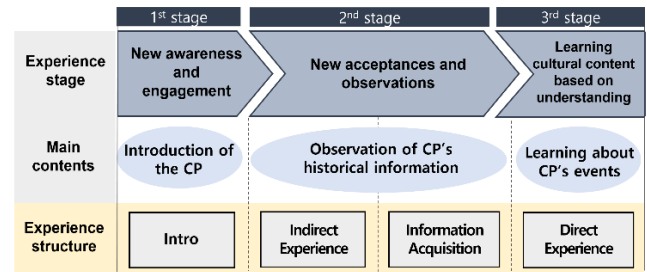 1st stage
2nd stage
3rd stage
Experience
stage
New awareness
and
engagement
New acceptances and
observations
Learning
cultural content
based on
understanding
Main
contents
Introduction of
the CP
Observation of CP's
historical information
Learning about
CP's events
Experience
structure
Intro
Indirect
Experience
Information
Acquisition
Direct
Experience